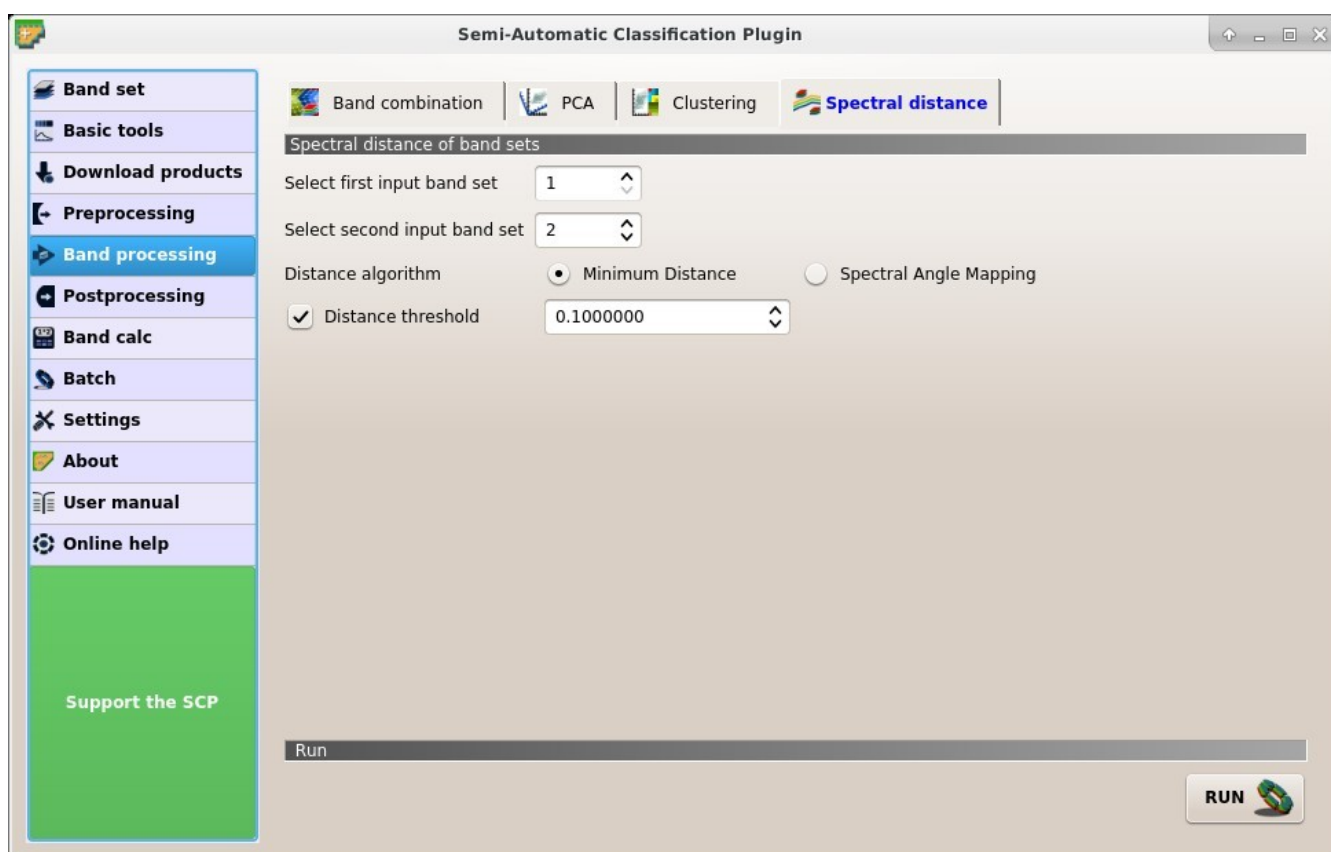 Semi-Automatic Classification Plugin
Band set
Basic tools
Download products
Preprocessing
Band processing
Postprocessing
Band calc
Batch
Settings
About
User manual
Online help
Support the SCP
Band combination PCA Clustering Spectral distance
Spectral distance of band sets
Select first input band set 1
Select second input band set 2
Distance algorithm Minimum Distance Spectral Angle Mapping
Distance threshold 0.1000000
Run
RUN